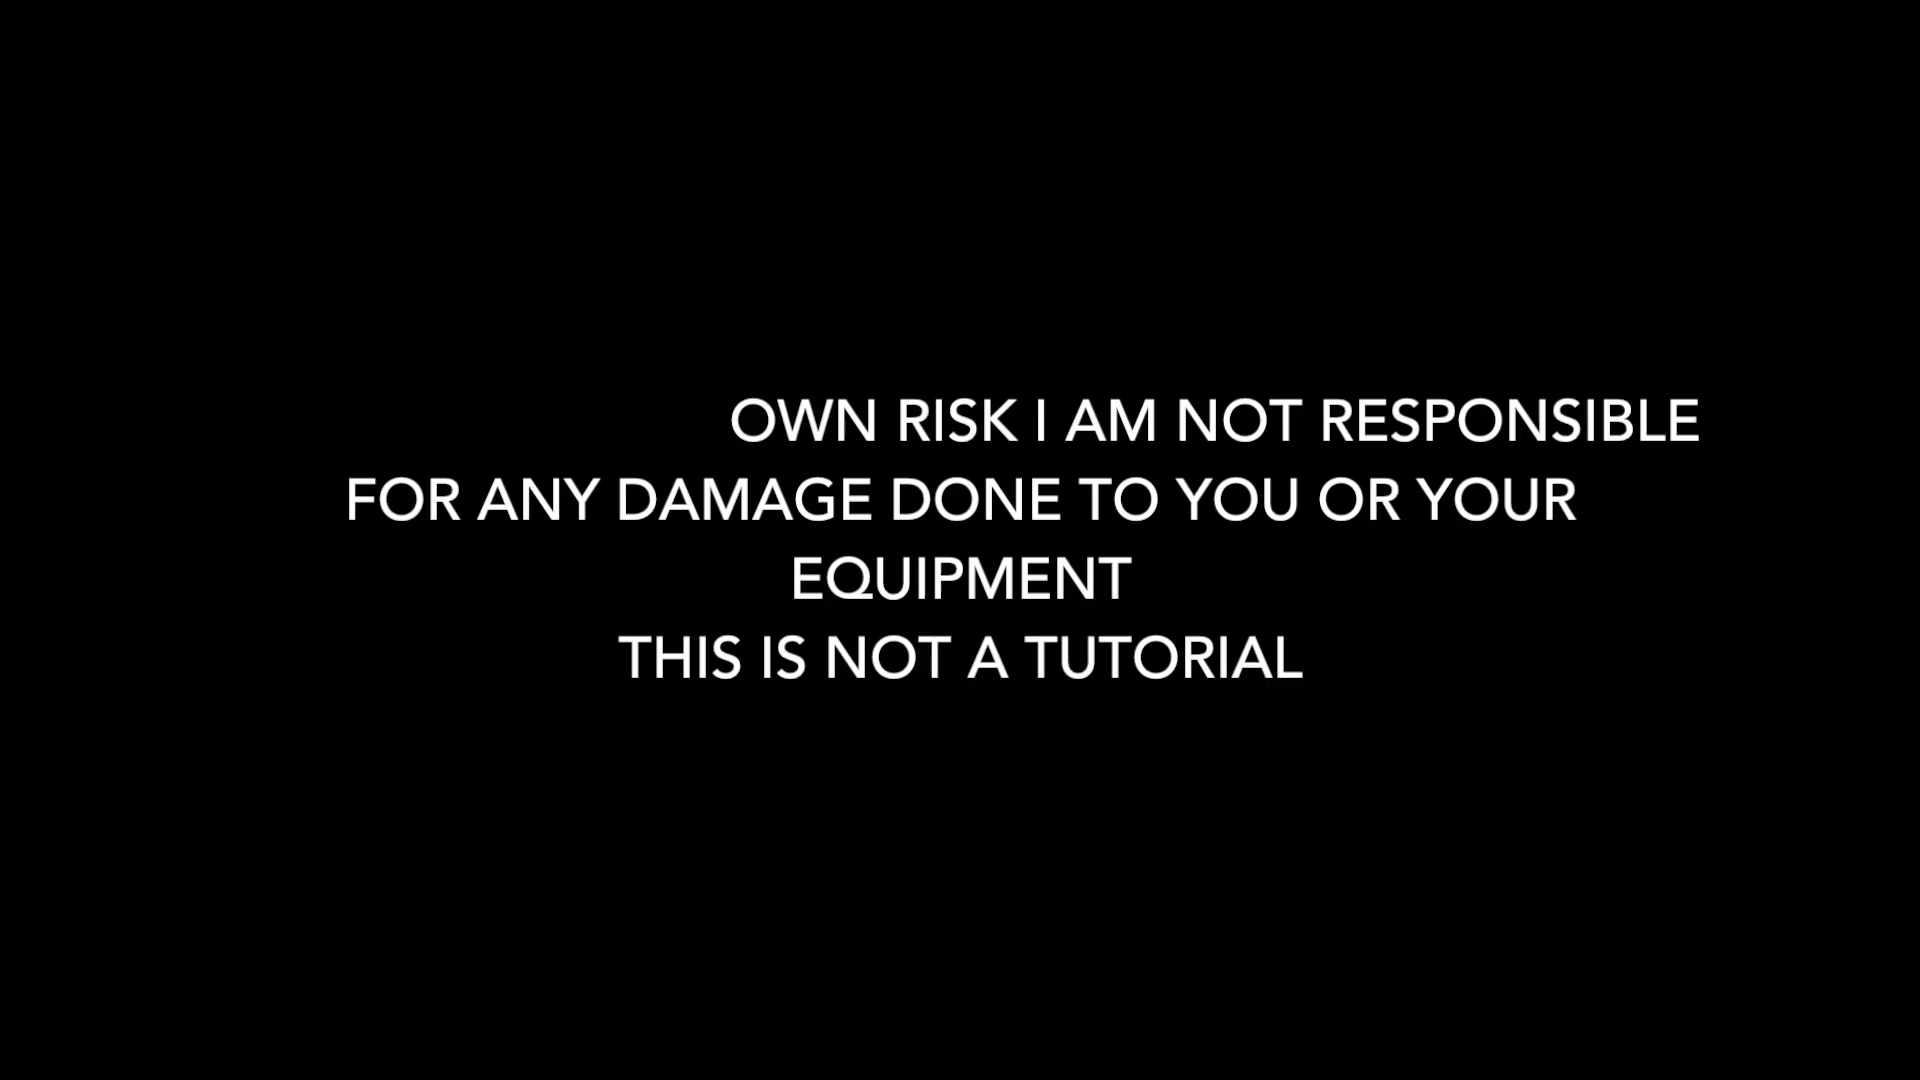 OWN RISK I AM NOT RESPONSIBLE
FOR ANY DAMAGE DONE TO YOU OR YOUR
EQUIPMENT
THIS IS NOT A TUTORIAL